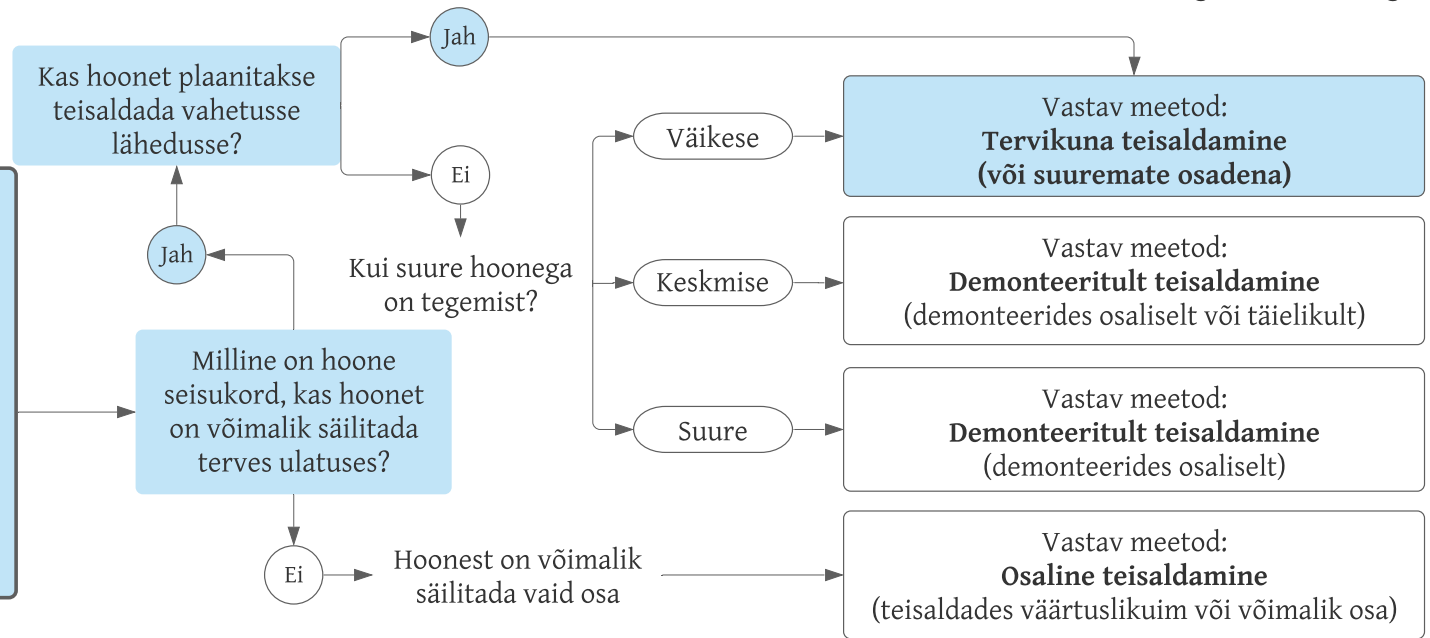 Jah
Kas hoonet plaanitakse
teisaldada vahetusse
lähedusse?
Ei
Jah
Kui suure hoonega
on tegemist?
Väikese
Vastav meetod:
Tervikuna teisaldamine
(või suuremate osadena)
Keskmise
Vastav meetod:
Demonteeritult teisaldamine
(demonteerides osaliselt või täielikult)
Suure
Vastav meetod:
Demonteeritult teisaldamine
(demonteerides osaliselt)
Milline on hoone
seisukord, kas hoonet
on võimalik säilitada
terves ulatuses?
Ei
Hoonest on võimalik
säilitada vaid osa
Vastav meetod:
Osaline teisaldamine
(teisaldades väärtuslikuim või võimalik osa)